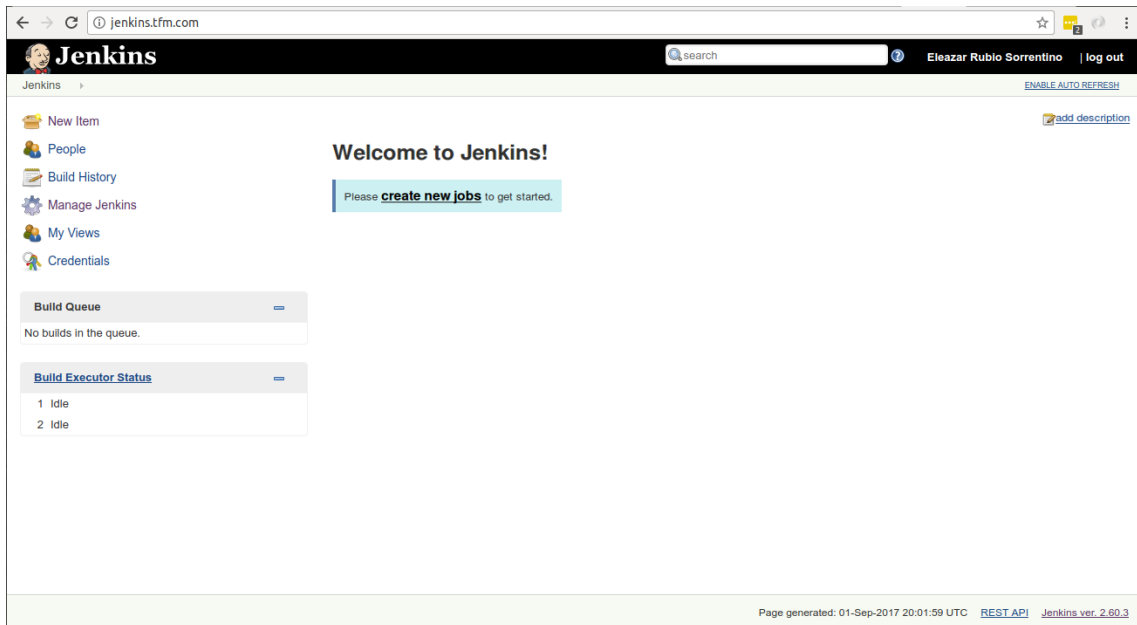 jenkins.tfm.com
2
Jenkins
search
Eleazar Rubio Sorrentino | log out
Jenkins
ENABLE AUTO REFRESH
New Item
People
Build History
Manage Jenkins
My Views
Credentials
add description
Welcome to Jenkins!
Please create new jobs to get started.
Build Queue
No builds in the queue.
Build Executor Status
1 Idle
2 Idle
Page generated: 01-Sep-2017 20:01:59 UTC REST API Jenkins ver. 2.60.3